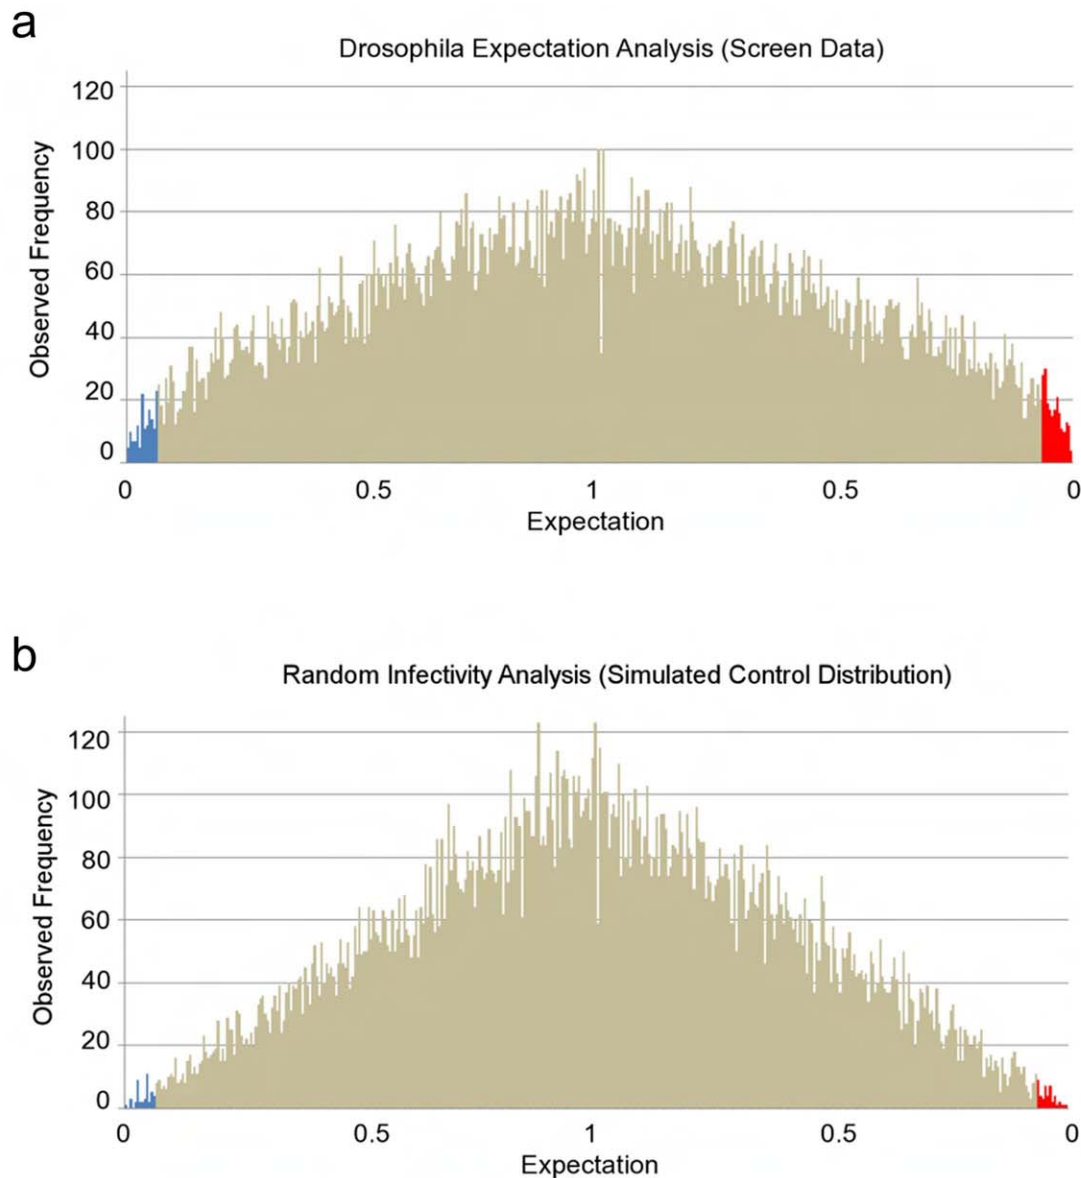 a
Drosophila Expectation Analysis (Screen Data)
120
100
80
60
40
20
0
Observed Frequency
0 0.5 1 0.5 0
Expectation
b
Random Infectivity Analysis (Simulated Control Distribution)
120
100
80
60
40
20
0
Observed Frequency
0 0.5 1 0.5 0
Expectation